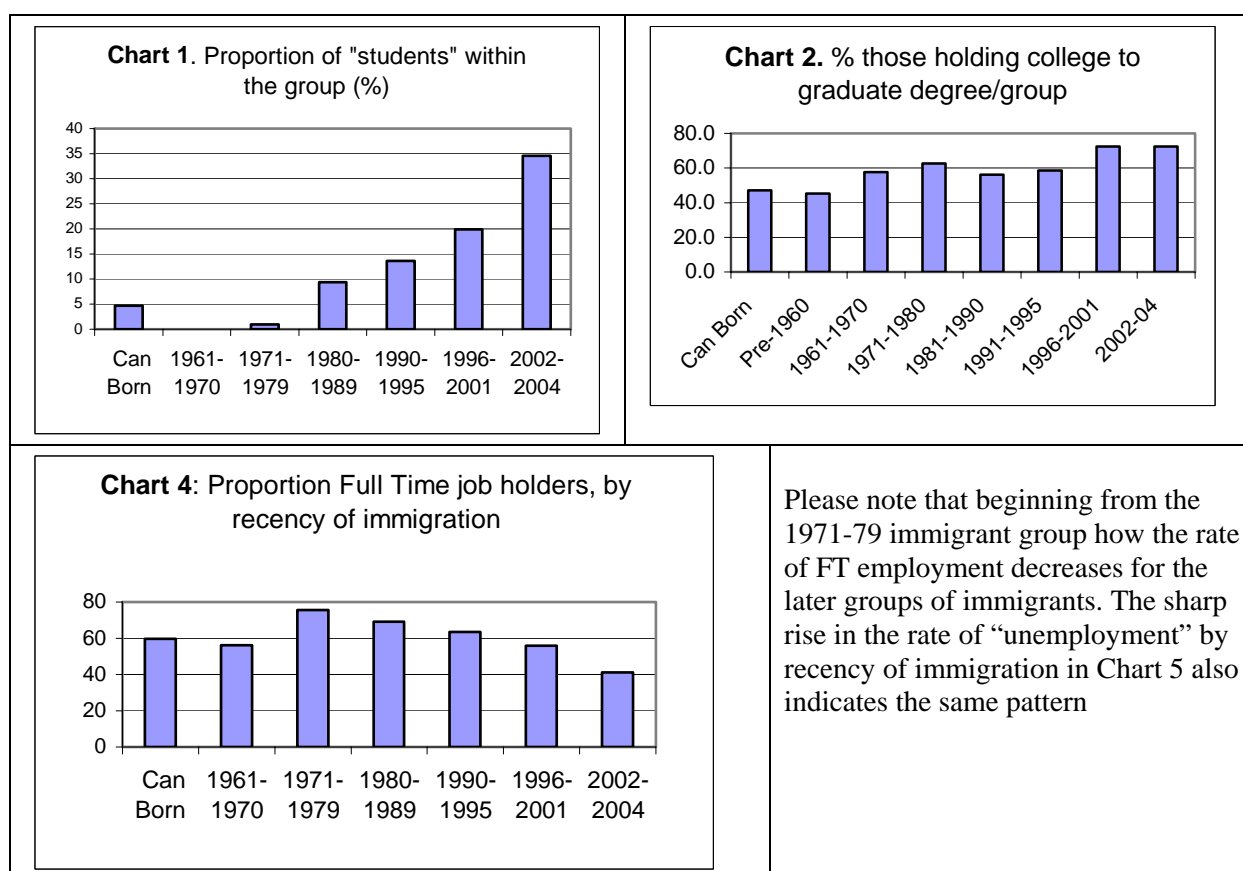 Chart 1. Proportion of "students" within
the group (%)
40
35
30
25
20
15
10
5
0
Can Born
1961-1970
1971-1979
1980-1989
1990-1995
1996-2001
2002-2004
Chart 2. % those holding college to
graduate degree/group
80.0
60.0
40.0
20.0
0.0
Can Born
Pre-1960
1961-1970
1971-1980
1981-1990
1991-1995
1996-2001
2002-04
Chart 4: Proportion Full Time job holders, by
recency of immigration
80
60
40
20
0
Can Born
1961-1970
1971-1979
1980-1989
1990-1995
1996-2001
2002-2004
Please note that beginning from the
1971-79 immigrant group how the rate
of FT employment decreases for the
later groups of immigrants. The sharp
rise in the rate of “unemployment” by
recency of immigration in Chart 5 also
indicates the same pattern